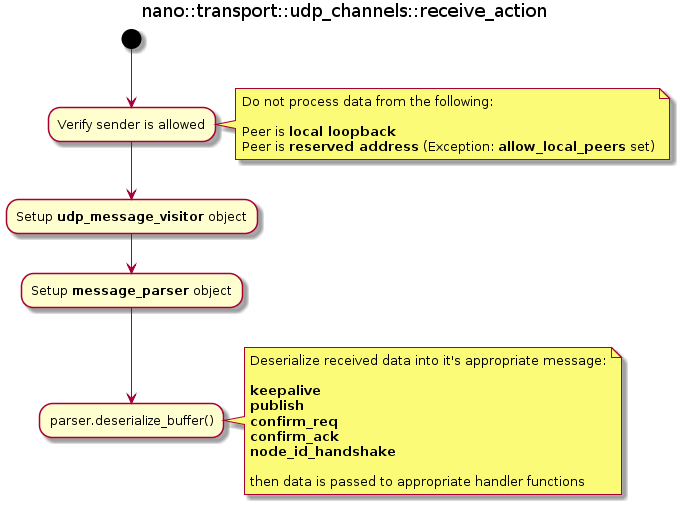 nano::transport::udp_channels::receive_action
Do not process data from the following:
Peer is local loopback
Peer is reserved address (Exception: allow_local_peers set)
Verify sender is allowed
Setup udp_message_visitor object
Setup message_parser object
Deserialize received data into it's appropriate message:
keepalive
publish
confirm_req
confirm_ack
node_id_handshake
then data is passed to appropriate handler functions
parser.deserialize_buffer()